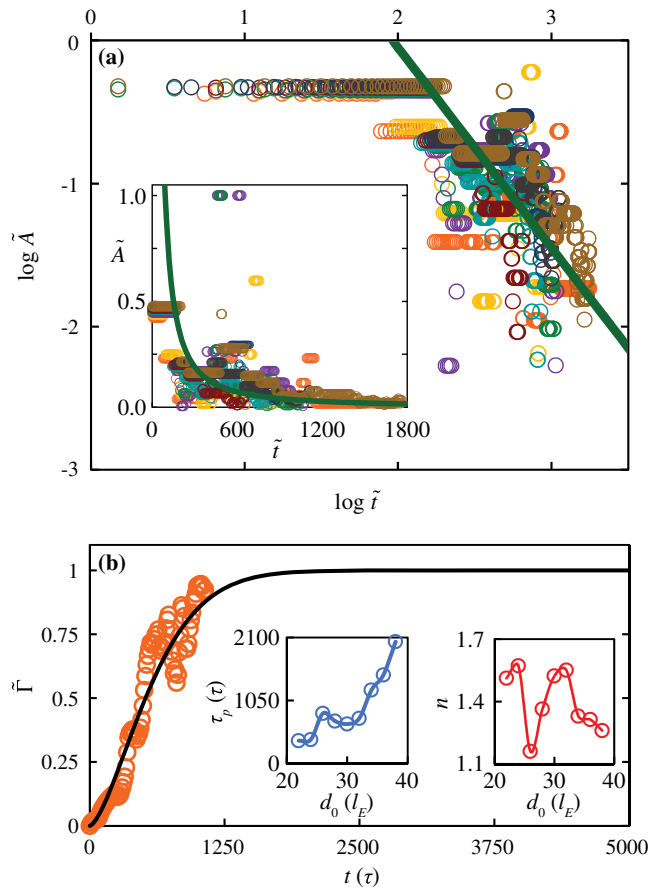 0 1 2 3
0
(a)
-1
log Ã
-2
-3
1.0
Ã
0.5
0.0
0 600 1200 1800
t̃
log t̃
(b)
1
0.75
Γ̃
0.5
0.25
0
0 1250 2500 3750 5000
t (τ)
2100
τp (τ)
1050
0
20 30 40
d0 (lE)
1.7
n
1.4
1.1
20 30 40
d0 (lE)